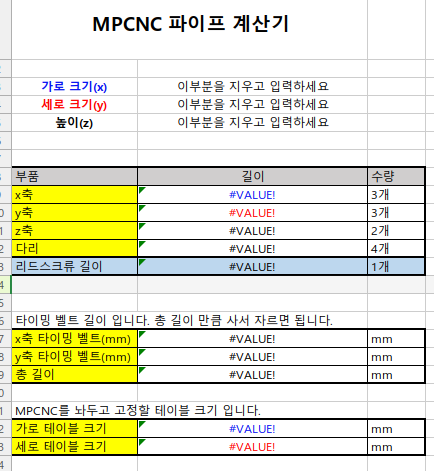 MPCNC 파이프 계산기
가로 크기(x) 이부분을 지우고 입력하세요
세로 크기(y) 이부분을 지우고 입력하세요
높이(z) 이부분을 지우고 입력하세요
부품 길이 수량
x축 #VALUE! 3개
y축 #VALUE! 3개
z축 #VALUE! 2개
다리 #VALUE! 4개
리드스크류 길이 #VALUE! 1개
타이밍 벨트 길이 입니다. 총 길이 만큼 사서 자르면 됩니다.
x축 타이밍 벨트(mm) #VALUE! mm
y축 타이밍 벨트(mm) #VALUE! mm
총 길이 #VALUE! mm
MPCNC를 놔두고 고정할 테이블 크기 입니다.
가로 테이블 크기 #VALUE! mm
세로 테이블 크기 #VALUE! mm